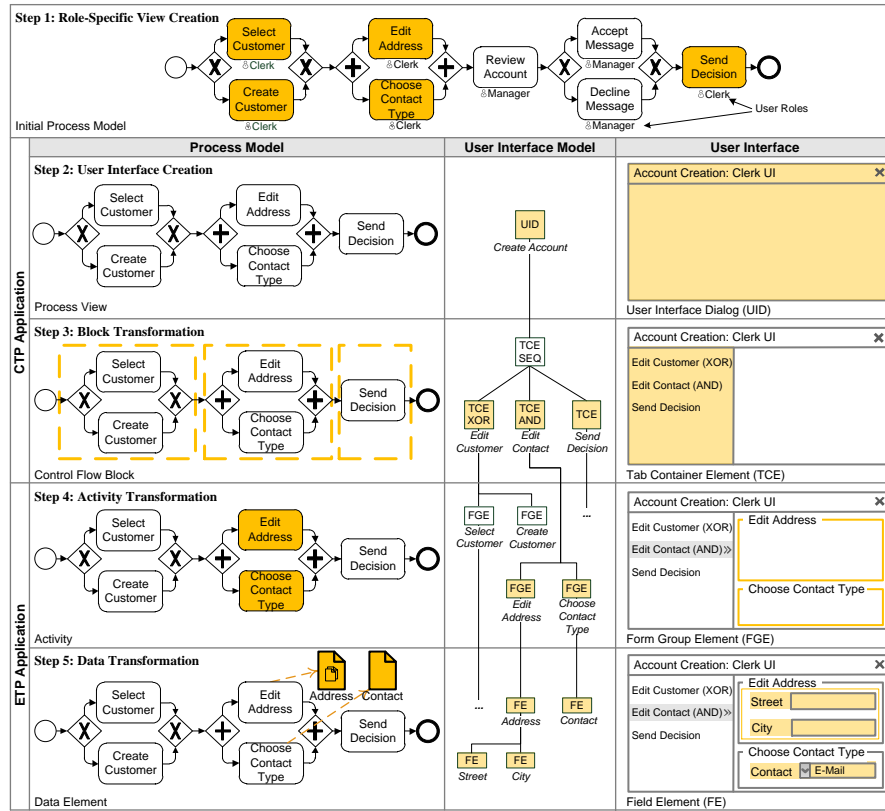 Step 1: Role-Specific View Creation
Select
Customer
Clerk
Create
Customer
Clerk
Edit
Address
Clerk
Choose
Contact
Type
Clerk
Review
Account
Manager
Accept
Message
Manager
Decline
Message
Manager
Send
Decision
Clerk
User Roles
Initial Process Model
Process Model
User Interface Model
User Interface
CTP Application
Step 2: User Interface Creation
Select
Customer
Create
Customer
Edit
Address
Choose
Contact
Type
Send
Decision
Process View
UID
Create Account
Account Creation: Clerk UI
User Interface Dialog (UID)
Step 3: Block Transformation
Select
Customer
Create
Customer
Edit
Address
Choose
Contact
Type
Send
Decision
Control Flow Block
TCE
SEQ
TCE
XOR
Edit
Customer
TCE
AND
Edit
Contact
TCE
Send
Decision
...
Account Creation: Clerk UI
Edit Customer (XOR)
Edit Contact (AND)
Send Decision
Tab Container Element (TCE)
ETP Application
Step 4: Activity Transformation
Select
Customer
Create
Customer
Edit
Address
Choose
Contact
Type
Send
Decision
Activity
FGE
Select
Customer
FGE
Create
Customer
FGE
Edit
Address
FGE
Choose
Contact
Type
Account Creation: Clerk UI
Edit Customer (XOR)
Edit Contact (AND)»
Send Decision
Edit Address
Choose Contact Type
Form Group Element (FGE)
Step 5: Data Transformation
Select
Customer
Create
Customer
Edit
Address
Choose
Contact
Type
Address
Contact
Send
Decision
Data Element
...
FE
Address
FE
Contact
FE
Street
FE
City
Account Creation: Clerk UI
Edit Customer (XOR)
Edit Contact (AND)»
Send Decision
Edit Address
Street
City
Choose Contact Type
Contact
E-Mail
Field Element (FE)